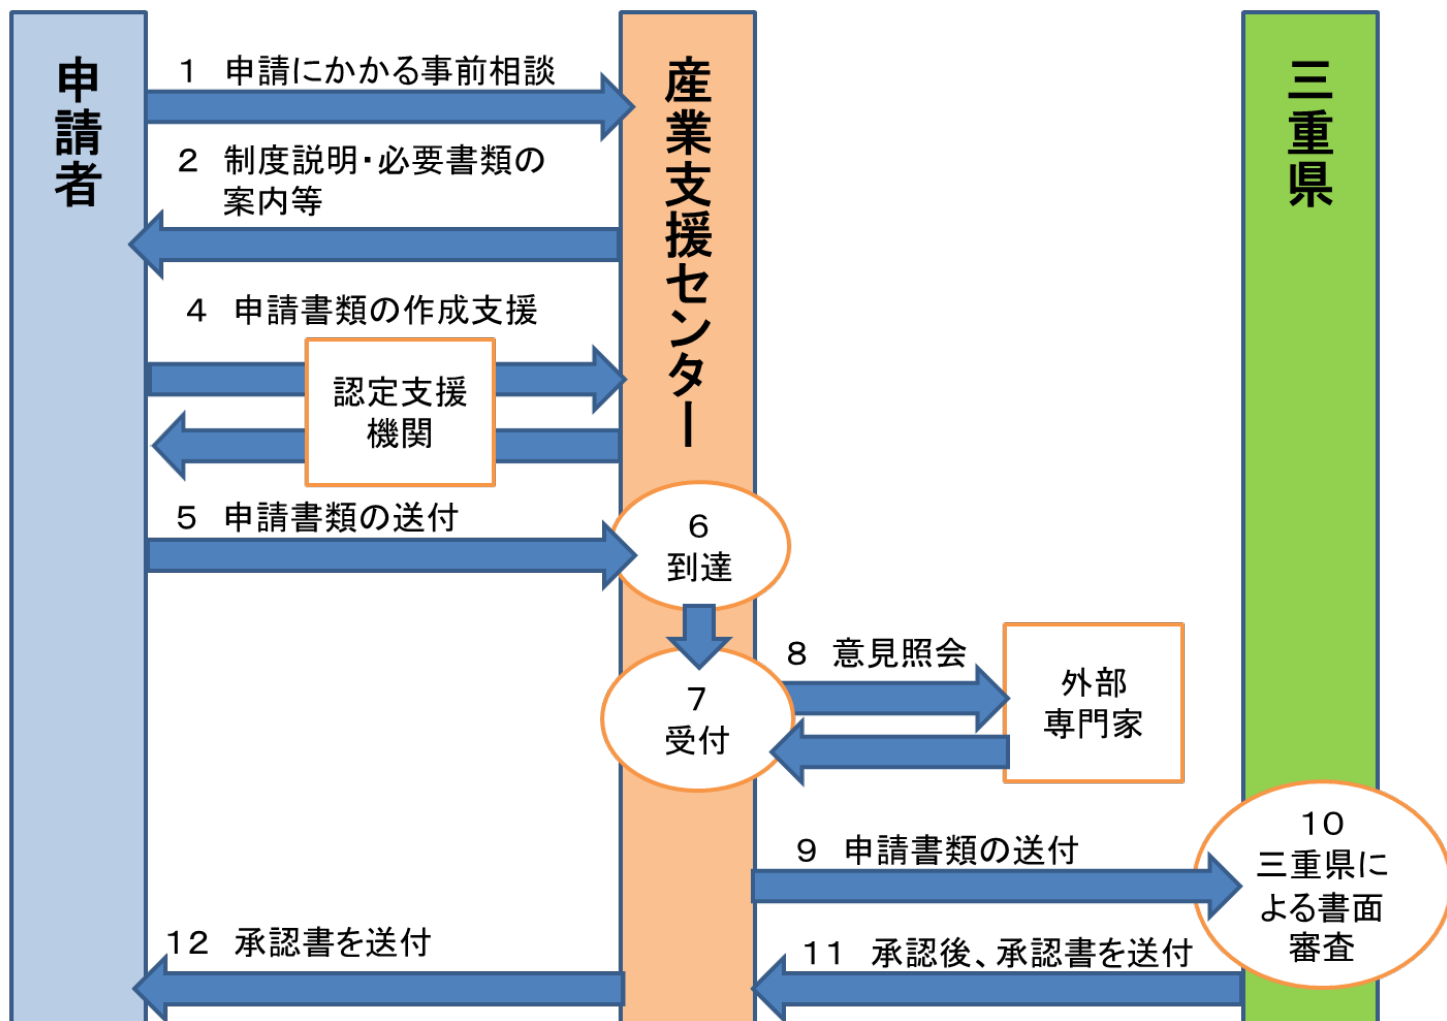 申請者
産業支援センター
三重県
１　申請にかかる事前相談
２　制度説明・必要書類の
案内等
４　申請書類の作成支援
認定支援
機関
５　申請書類の送付
６
到達
７
受付
８　意見照会
外部
専門家
９　申請書類の送付
１０
三重県に
よる書面
審査
１１　承認後、承認書を送付
１２　承認書を送付